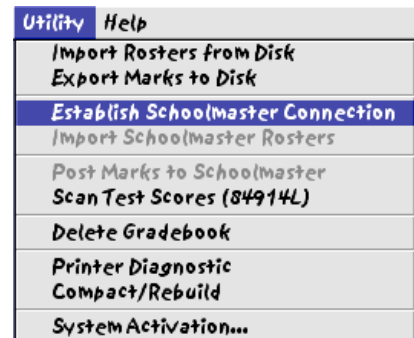 Utility Help
Import Rosters from Disk
Export Marks to Disk
Establish Schoolmaster Connection
Import Schoolmaster Rosters
Post Marks to Schoolmaster
Scan Test Scores (84914L)
Delete Gradebook
Printer Diagnostic
Compact/Rebuild
System Activation...